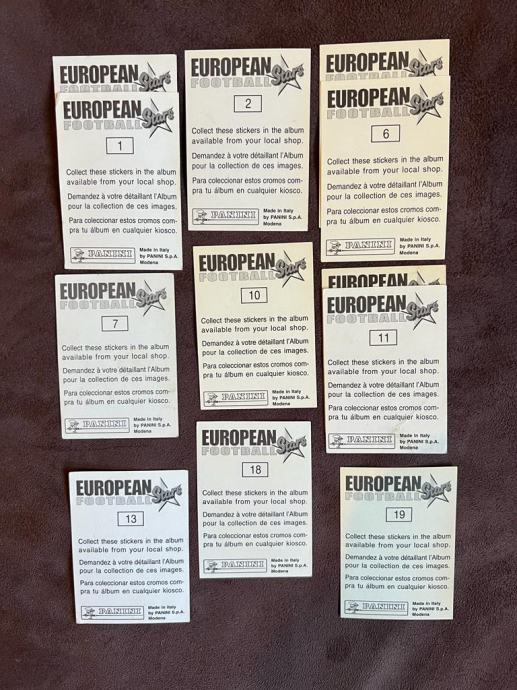 EUROPEAN
FOOTBALL Stars
EUROPEAN
FOOTBALL Stars
1
Collect these stickers in the album
available from your local shop.
Demandez à votre détaillant l'Album
pour la collection de ces images.
Para coleccionar estos cromos com-
pra tu álbum en cualquier kiosco.
PANINI
Made in Italy
by PANINI S.p.A.
Modena
EUROPEAN
FOOTBALL Stars
2
Collect these stickers in the album
available from your local shop.
Demandez à votre détaillant l'Album
pour la collection de ces images.
Para coleccionar estos cromos com-
pra tu álbum en cualquier kiosco.
PANINI
Made in Italy
by PANINI S.p.A.
Modena
EUROPEAN
FOOTBALL Stars
EUROPEAN
FOOTBALL Stars
6
Collect these stickers in the album
available from your local shop.
Demandez à votre détaillant l'Album
pour la collection de ces images.
Para coleccionar estos cromos com-
pra tu álbum en cualquier kiosco.
PANINI
Made in Italy
by PANINI S.p.A.
Modena
EUROPEAN
FOOTBALL Stars
7
Collect these stickers in the album
available from your local shop.
Demandez à votre détaillant l'Album
pour la collection de ces images.
Para coleccionar estos cromos com-
pra tu álbum en cualquier kiosco.
PANINI
Made in Italy
by PANINI S.p.A.
Modena
EUROPEAN
FOOTBALL Stars
10
Collect these stickers in the album
available from your local shop.
Demandez à votre détaillant l'Album
pour la collection de ces images.
Para coleccionar estos cromos com-
pra tu álbum en cualquier kiosco.
PANINI
Made in Italy
by PANINI S.p.A.
Modena
EUROPEAN
EUROPEAN
FOOTBALL Stars
11
Collect these stickers in the album
available from your local shop.
Demandez à votre détaillant l'Album
pour la collection de ces images.
Para coleccionar estos cromos com-
pra tu álbum en cualquier kiosco.
PANINI
Made in Italy
by PANINI S.p.A.
Modena
EUROPEAN
FOOTBALL Stars
13
Collect these stickers in the album
available from your local shop.
Demandez à votre détaillant l'Album
pour la collection de ces images.
Para coleccionar estos cromos com-
pra tu álbum en cualquier kiosco.
PANINI
Made in Italy
by PANINI S.p.A.
Modena
EUROPEAN
FOOTBALL Stars
18
Collect these stickers in the album
available from your local shop.
Demandez à votre détaillant l'Album
pour la collection de ces images.
Para coleccionar estos cromos com-
pra tu álbum en cualquier kiosco.
PANINI
Made in Italy
by PANINI S.p.A.
Modena
EUROPEAN
FOOTBALL Stars
19
Collect these stickers in the album
available from your local shop.
Demandez à votre détaillant l'Album
pour la collection de ces images.
Para coleccionar estos cromos com-
pra tu álbum en cualquier kiosco.
PANINI
Made in Italy
by PANINI S.p.A.
Modena